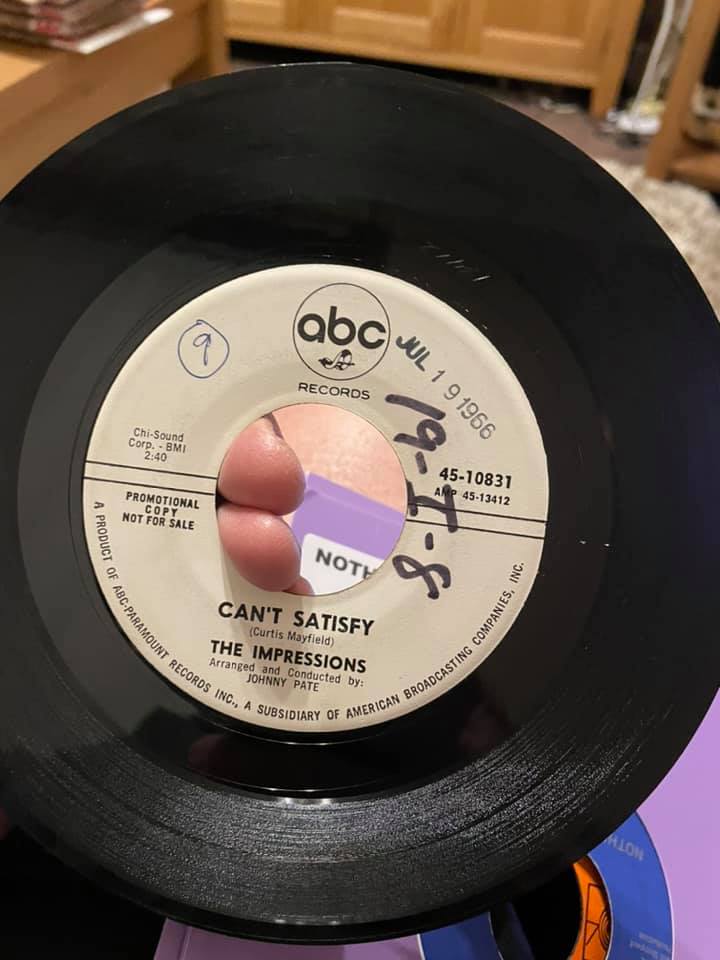 9
abc
RECORDS
JUL 19 1966
19-I-8
Chi-Sound
Corp. - BMI
2:40
45-10831
AMP 45-13412
PROMOTIONAL
COPY
NOT FOR SALE
NOTH
CAN'T SATISFY
(Curtis Mayfield)
THE IMPRESSIONS
Arranged and Conducted by:
JOHNNY PATE
A PRODUCT OF ABC-PARAMOUNT RECORDS INC., A SUBSIDIARY OF AMERICAN BROADCASTING COMPANIES, INC.
NOTH